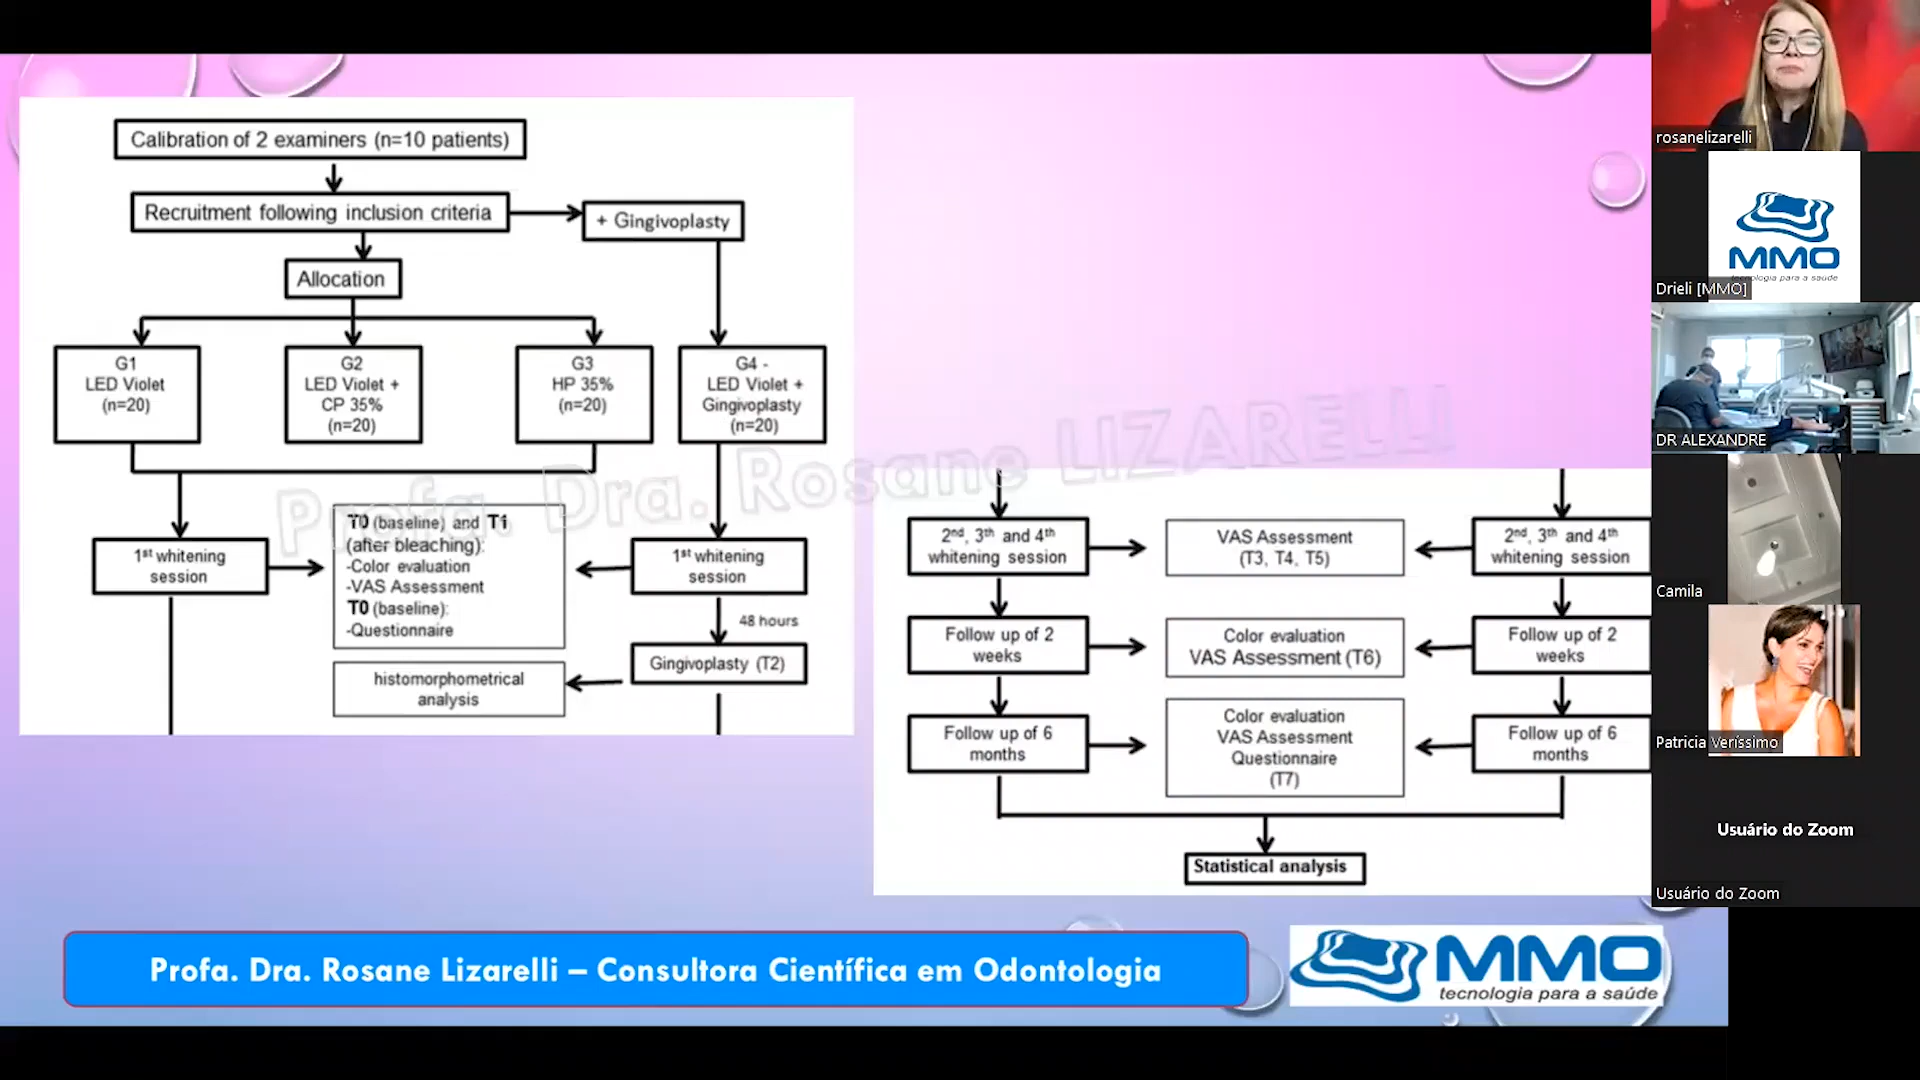 Calibration of 2 examiners (n=10 patients)
Recruitment following inclusion criteria
+ Gingivoplasty
Allocation
G1
LED Violet
(n=20)
G2
LED Violet +
CP 35%
(n=20)
G3
HP 35%
(n=20)
G4 -
LED Violet +
Gingivoplasty
(n=20)
Profa. Dra. Rosane LIZARELLI
1st whitening
session
T0 (baseline) and T1
(after bleaching):
-Color evaluation
-VAS Assessment
T0 (baseline):
-Questionnaire
1st whitening
session
48 hours
Gingivoplasty (T2)
histomorphometrical
analysis
2nd, 3th and 4th
whitening session
VAS Assessment
(T3, T4, T5)
2nd, 3th and 4th
whitening session
Follow up of 2
weeks
Color evaluation
VAS Assessment (T6)
Follow up of 2
weeks
Follow up of 6
months
Color evaluation
VAS Assessment
Questionnaire
(T7)
Follow up of 6
months
Statistical analysis
Profa. Dra. Rosane Lizarelli – Consultora Científica em Odontologia
MMO
tecnologia para a saúde
rosanelizarelli
MMO
tecnologia para a saúde
Drieli [MMO]
DR ALEXANDRE
Camila
Patricia Veríssimo
Usuário do Zoom
Usuário do Zoom